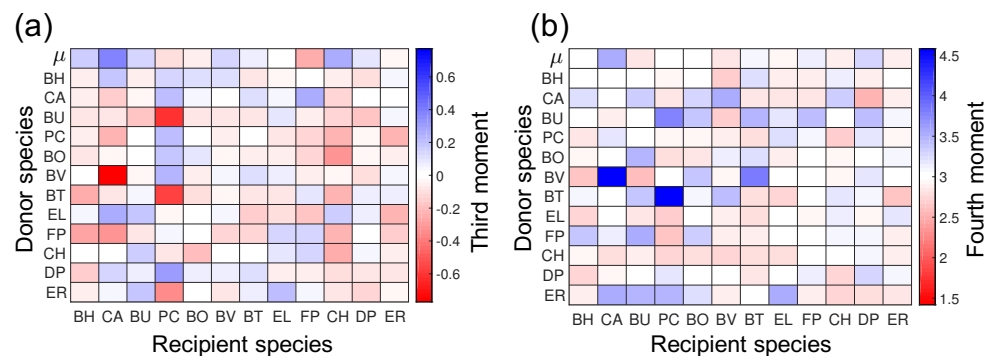 (a)
Donor species
μ
BH
CA
BU
PC
BO
BV
BT
EL
FP
CH
DP
ER
BH CA BU PC BO BV BT EL FP CH DP ER
Recipient species
0.6
0.4
0.2
0
-0.2
-0.4
-0.6
Third moment
(b)
Donor species
μ
BH
CA
BU
PC
BO
BV
BT
EL
FP
CH
DP
ER
BH CA BU PC BO BV BT EL FP CH DP ER
Recipient species
4.5
4
3.5
3
2.5
2
1.5
Fourth moment